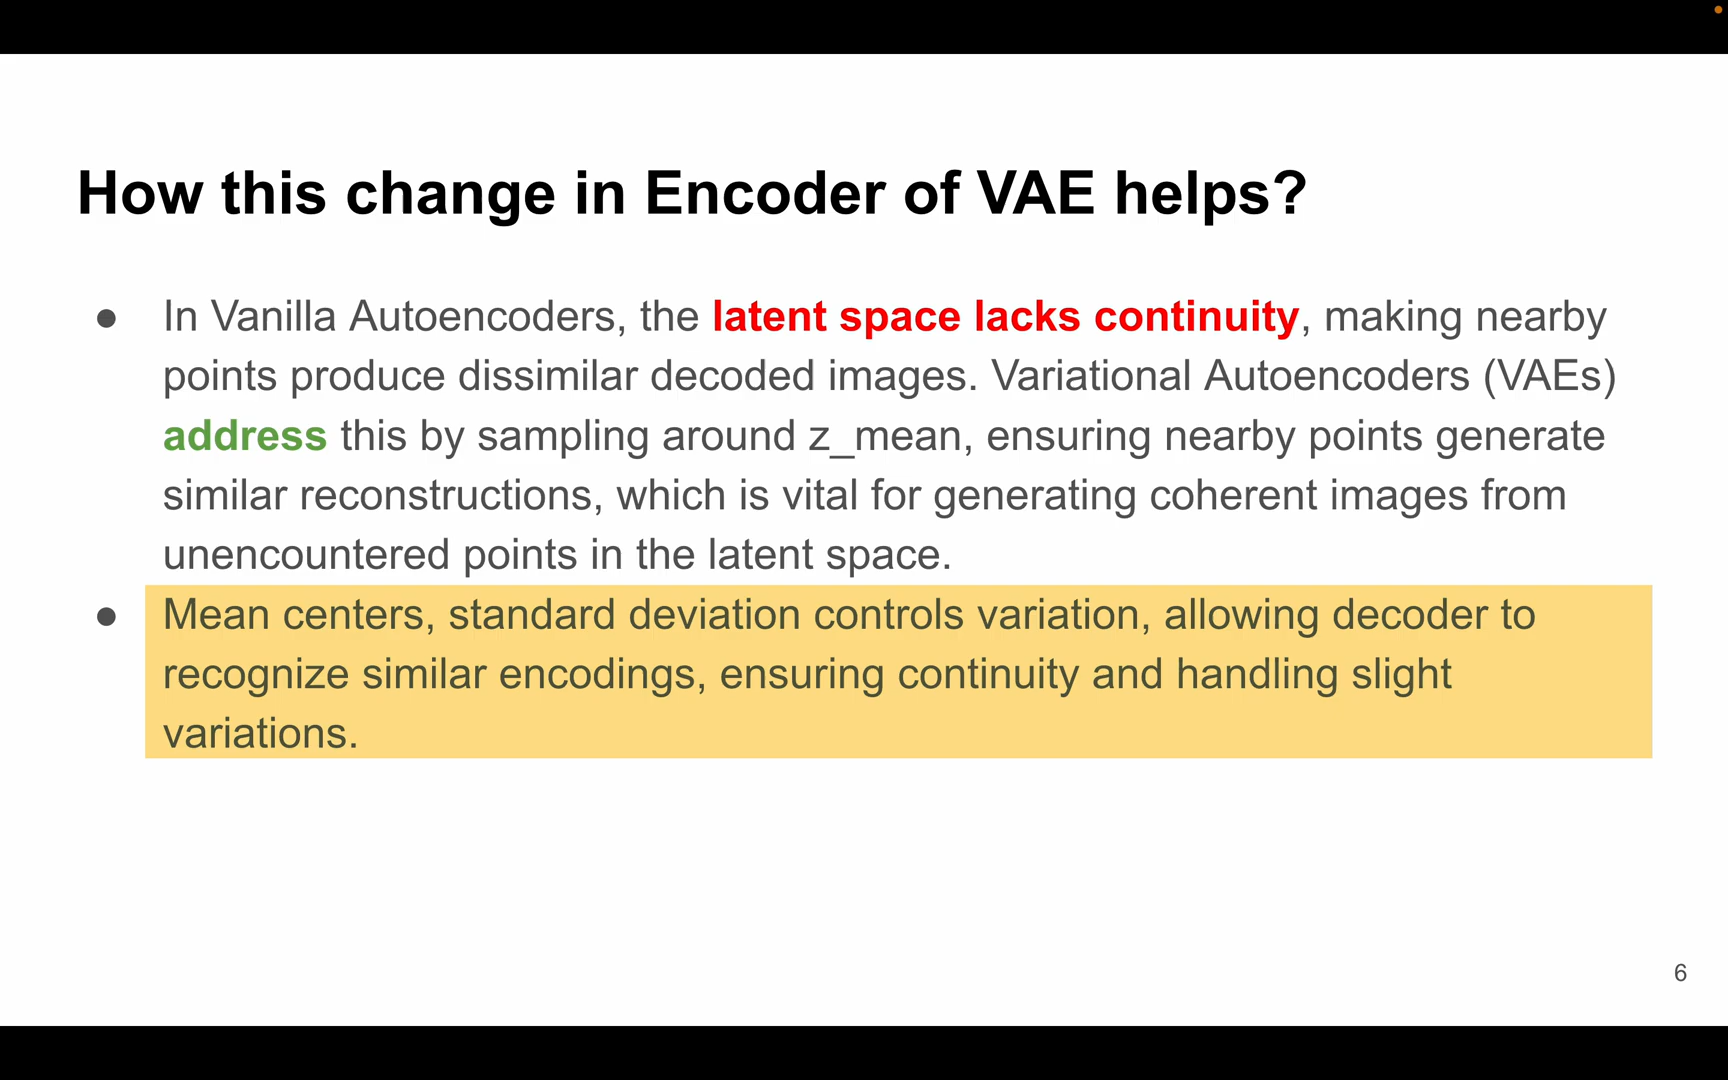 How this change in Encoder of VAE helps?
● In Vanilla Autoencoders, the latent space lacks continuity, making nearby
points produce dissimilar decoded images. Variational Autoencoders (VAEs)
address this by sampling around z_mean, ensuring nearby points generate
similar reconstructions, which is vital for generating coherent images from
unencountered points in the latent space.
● Mean centers, standard deviation controls variation, allowing decoder to
recognize similar encodings, ensuring continuity and handling slight
variations.
6